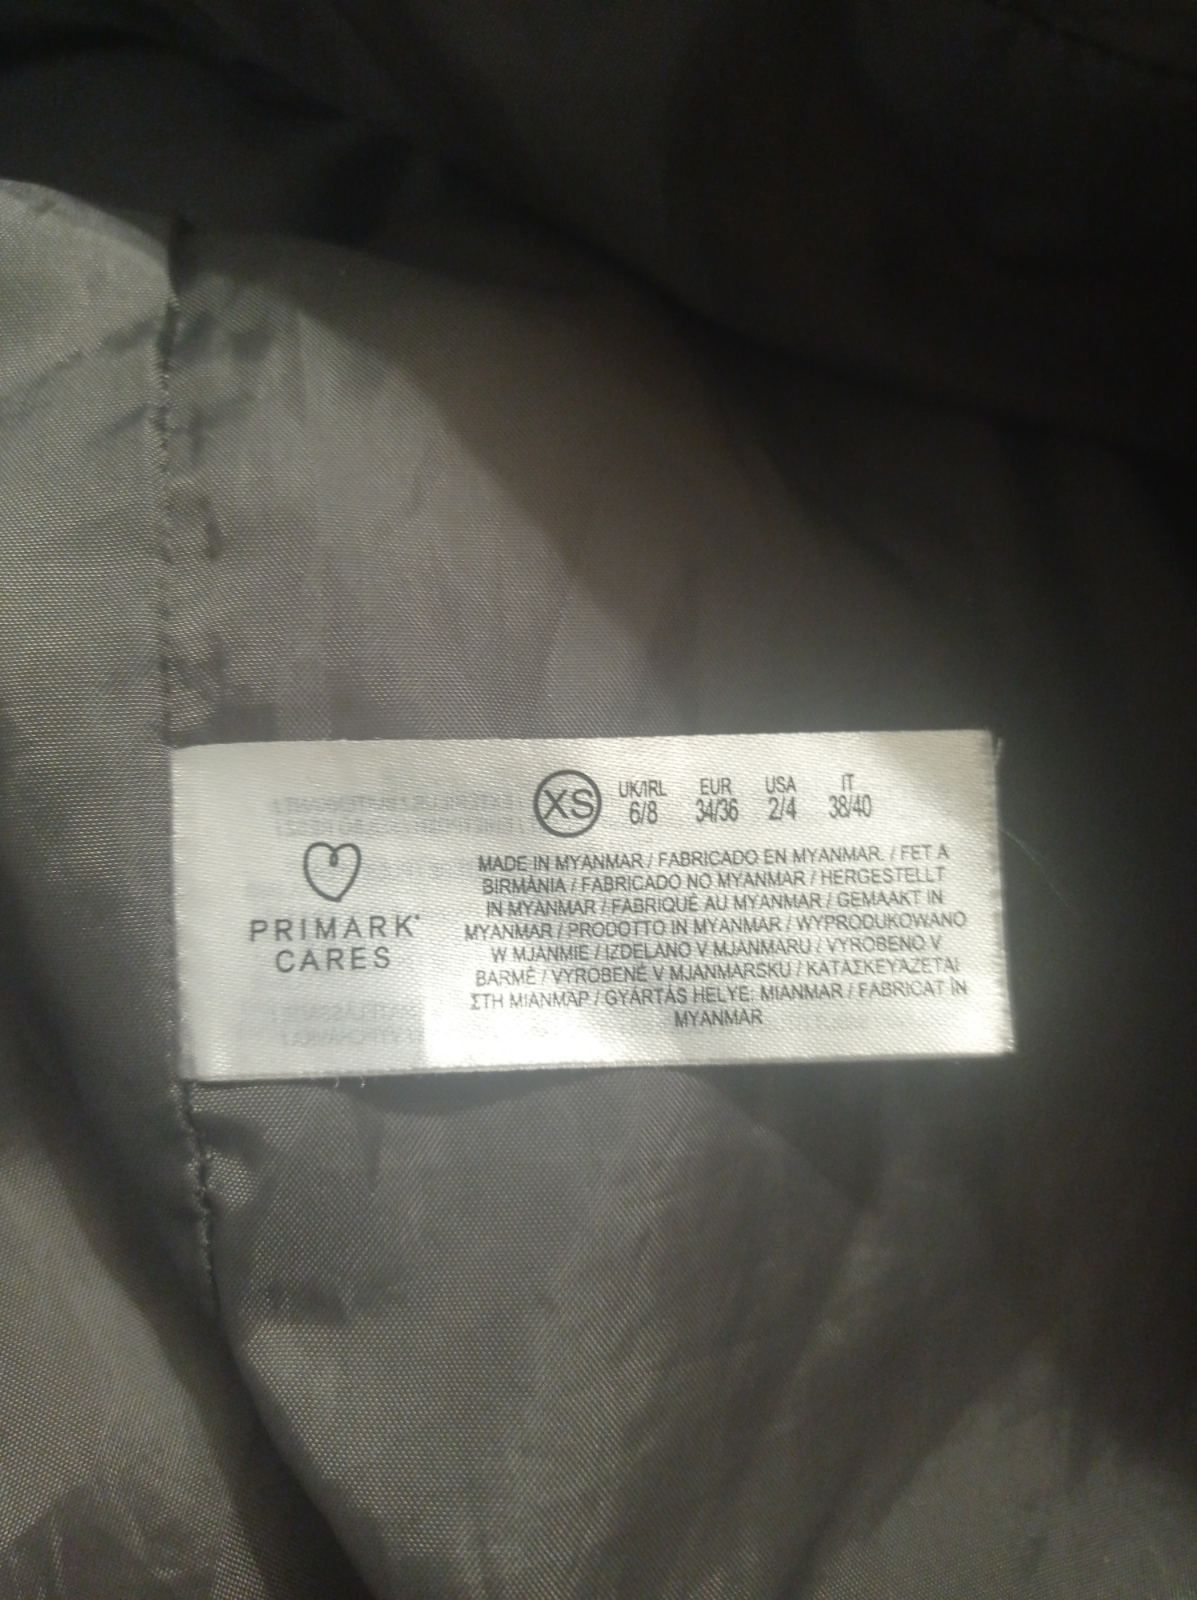 XS
UK/IRL EUR USA IT
6/8 34/36 2/4 38/40
PRIMARK®
CARES
MADE IN MYANMAR / FABRICADO EN MYANMAR. / FET A
BIRMÀNIA / FABRICADO NO MYANMAR / HERGESTELLT
IN MYANMAR / FABRIQUÉ AU MYANMAR / GEMAAKT IN
MYANMAR / PRODOTTO IN MYANMAR / WYPRODUKOWANO
W MJANMIE / IZDELANO V MJANMARU / VYROBENO V
BARMĚ / VYROBENÉ V MJANMARSKU / ΚΑΤΑΣΚΕΥΑΖΕΤΑΙ
ΣΤΗ ΜΙΑΝΜΑΡ / GYÁRTÁS HELYE: MIANMAR / FABRICAT ÎN
MYANMAR